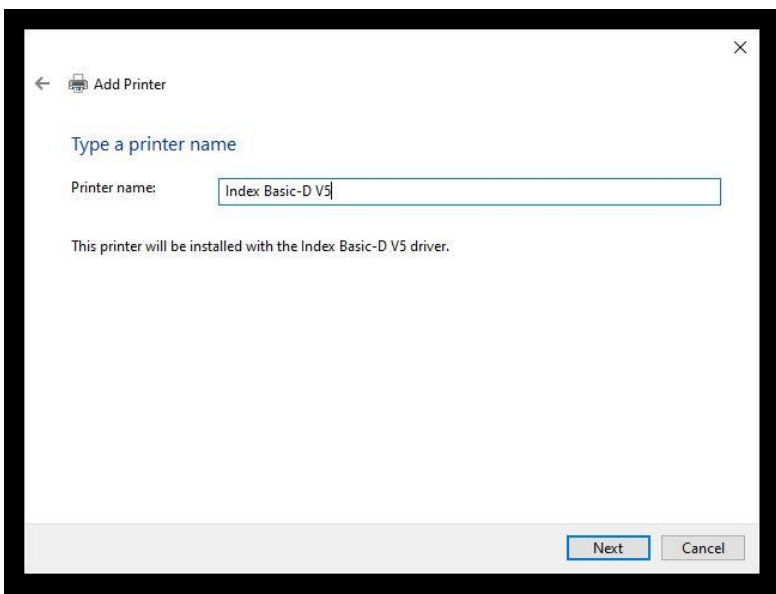 Add Printer
Type a printer name
Printer name: Index Basic-D V5
This printer will be installed with the Index Basic-D V5 driver.
Next Cancel